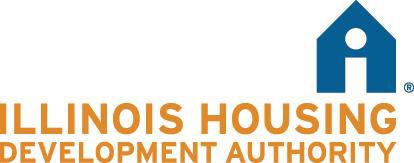 i ®
ILLINOIS HOUSING
DEVELOPMENT AUTHORITY